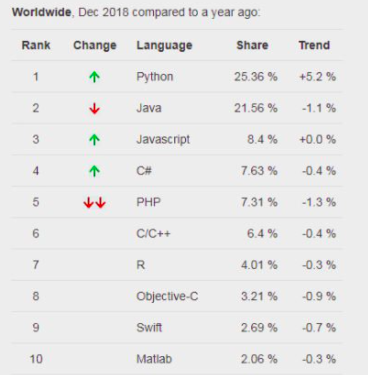 Worldwide, Dec 2018 compared to a year ago:
Rank Change Language Share Trend
1 ↑ Python 25.36 % +5.2 %
2 ↓ Java 21.56 % -1.1 %
3 ↑ Javascript 8.4 % +0.0 %
4 ↑ C# 7.63 % -0.4 %
5 ↓↓ PHP 7.31 % -1.3 %
6 C/C++ 6.4 % -0.4 %
7 R 4.01 % -0.3 %
8 Objective-C 3.21 % -0.9 %
9 Swift 2.69 % -0.7 %
10 Matlab 2.06 % -0.3 %